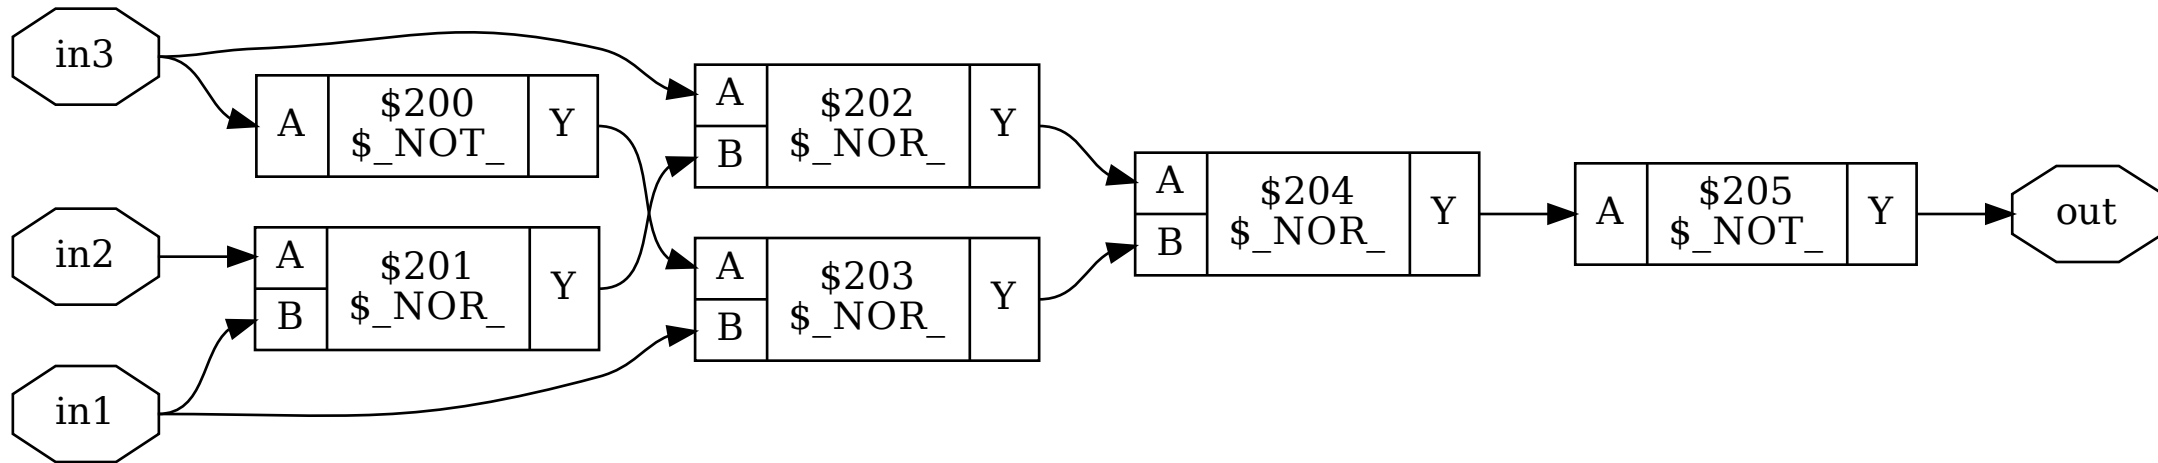 in3
A
$200
$_NOT_
Y
in2
A
B
$201
$_NOR_
Y
in1
A
B
$202
$_NOR_
Y
A
B
$203
$_NOR_
Y
A
B
$204
$_NOR_
Y
A
$205
$_NOT_
Y
out